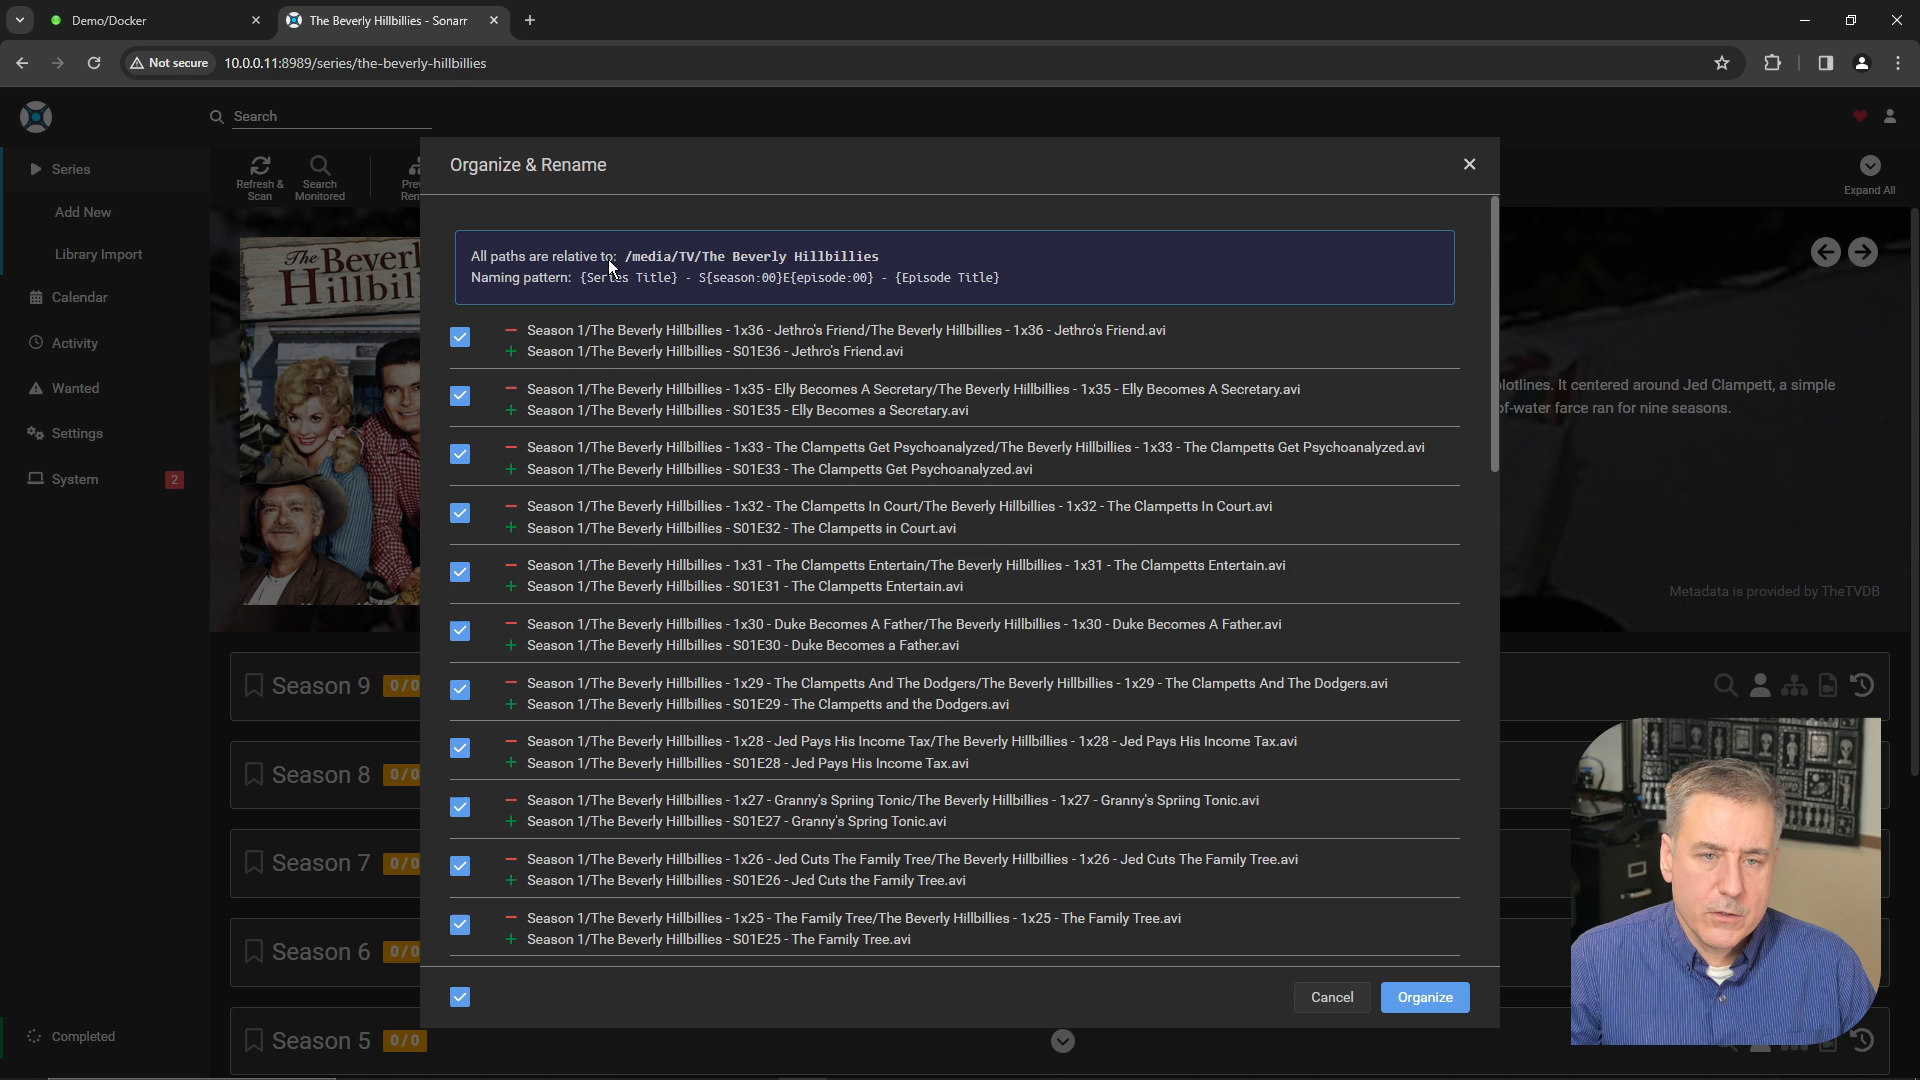 Demo/Docker
The Beverly Hillbillies - Sonarr
Not secure
10.0.0.11:8989/series/the-beverly-hillbillies
Search
Organize & Rename
Series
Refresh & Scan
Search Monitored
Expand All
Add New
Library Import
Calendar
Activity
Wanted
Settings
System
2
The Bever
Hillbil
All paths are relative to: /media/TV/The Beverly Hillbillies
Naming pattern: {Series Title} - S{season:00}E{episode:00} - {Episode Title}
Season 1/The Beverly Hillbillies - 1x36 - Jethro's Friend/The Beverly Hillbillies - 1x36 - Jethro's Friend.avi
Season 1/The Beverly Hillbillies - S01E36 - Jethro's Friend.avi
Season 1/The Beverly Hillbillies - 1x35 - Elly Becomes A Secretary/The Beverly Hillbillies - 1x35 - Elly Becomes A Secretary.avi
Season 1/The Beverly Hillbillies - S01E35 - Elly Becomes a Secretary.avi
Season 1/The Beverly Hillbillies - 1x33 - The Clampetts Get Psychoanalyzed/The Beverly Hillbillies - 1x33 - The Clampetts Get Psychoanalyzed.avi
Season 1/The Beverly Hillbillies - S01E33 - The Clampetts Get Psychoanalyzed.avi
Season 1/The Beverly Hillbillies - 1x32 - The Clampetts In Court/The Beverly Hillbillies - 1x32 - The Clampetts In Court.avi
Season 1/The Beverly Hillbillies - S01E32 - The Clampetts in Court.avi
Season 1/The Beverly Hillbillies - 1x31 - The Clampetts Entertain/The Beverly Hillbillies - 1x31 - The Clampetts Entertain.avi
Season 1/The Beverly Hillbillies - S01E31 - The Clampetts Entertain.avi
Season 1/The Beverly Hillbillies - 1x30 - Duke Becomes A Father/The Beverly Hillbillies - 1x30 - Duke Becomes A Father.avi
Season 1/The Beverly Hillbillies - S01E30 - Duke Becomes a Father.avi
Season 1/The Beverly Hillbillies - 1x29 - The Clampetts And The Dodgers/The Beverly Hillbillies - 1x29 - The Clampetts And The Dodgers.avi
Season 1/The Beverly Hillbillies - S01E29 - The Clampetts and the Dodgers.avi
Season 1/The Beverly Hillbillies - 1x28 - Jed Pays His Income Tax/The Beverly Hillbillies - 1x28 - Jed Pays His Income Tax.avi
Season 1/The Beverly Hillbillies - S01E28 - Jed Pays His Income Tax.avi
Season 1/The Beverly Hillbillies - 1x27 - Granny's Spriing Tonic/The Beverly Hillbillies - 1x27 - Granny's Spriing Tonic.avi
Season 1/The Beverly Hillbillies - S01E27 - Granny's Spring Tonic.avi
Season 1/The Beverly Hillbillies - 1x26 - Jed Cuts The Family Tree/The Beverly Hillbillies - 1x26 - Jed Cuts The Family Tree.avi
Season 1/The Beverly Hillbillies - S01E26 - Jed Cuts the Family Tree.avi
Season 1/The Beverly Hillbillies - 1x25 - The Family Tree/The Beverly Hillbillies - 1x25 - The Family Tree.avi
Season 1/The Beverly Hillbillies - S01E25 - The Family Tree.avi
Cancel
Organize
lotlines. It centered around Jed Clampett, a simple
of-water farce ran for nine seasons.
Metadata is provided by TheTVDB
Season 9 0/0
Season 8 0/0
Season 7 0/0
Season 6 0/0
Season 5 0/0
Completed